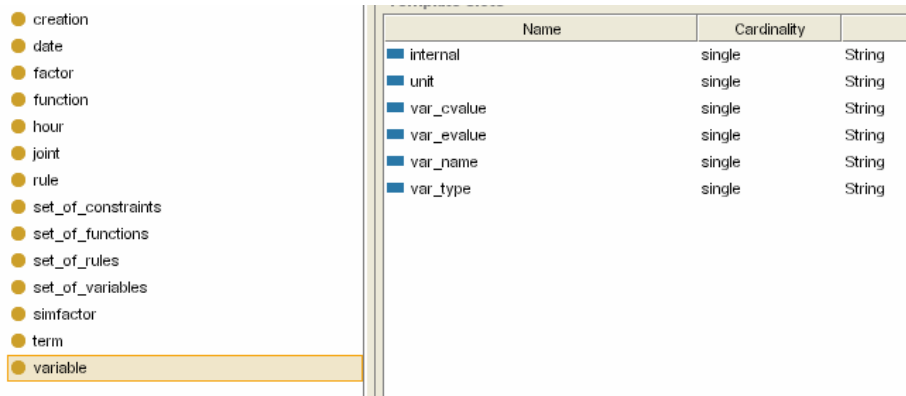 creation
date
factor
function
hour
joint
rule
set_of_constraints
set_of_functions
set_of_rules
set_of_variables
simfactor
term
variable
Name Cardinality
internal single String
unit single String
var_cvalue single String
var_evalue single String
var_name single String
var_type single String